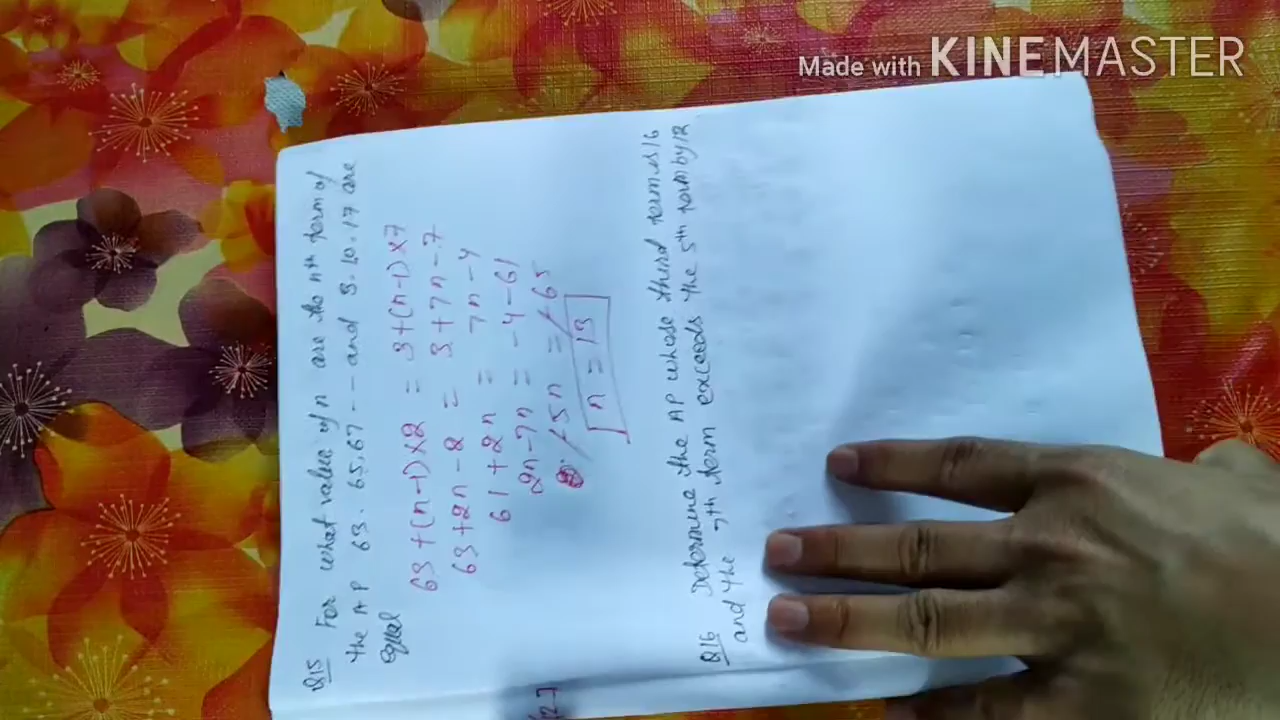 Made with KINEMASTER
Q15 For what value of n are the nth term of
the AP 63. 65. 67 - - - and 3. 10. 17 are
equal
63 + (n-1) x 2 = 3 + (n-1) x 7
63 + 2n - 2 = 3 + 7n - 7
61 + 2n = 7n - 4
2n - 7n = -4 - 61
-5n = -65
n = 13
Q16 Determine the AP whose third term is 16
and the 7th term exceeds the 5th term by 12